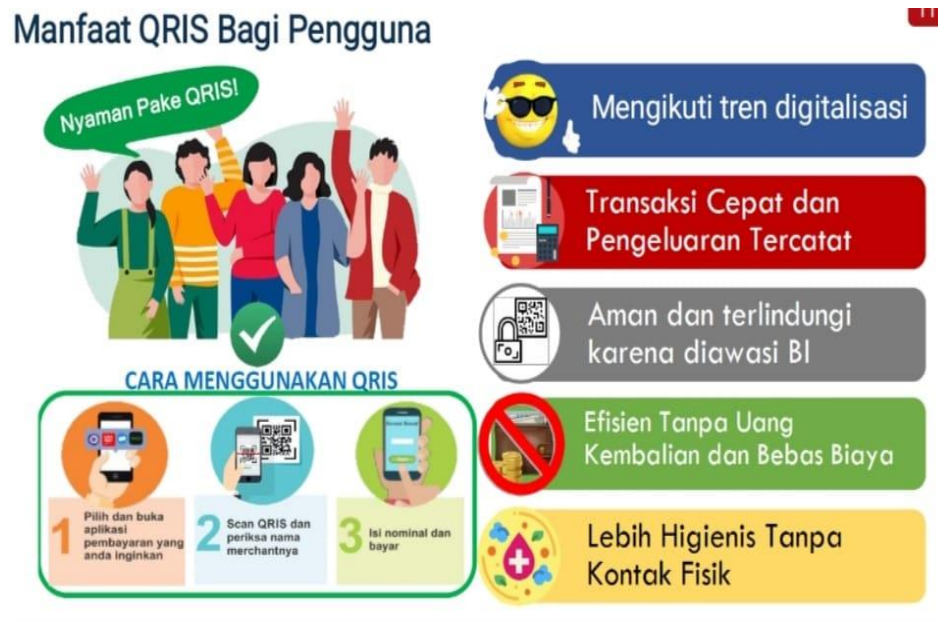 Manfaat QRIS Bagi Pengguna
Nyaman Pake QRIS!
CARA MENGGUNAKAN QRIS
1
Pilih dan buka
aplikasi
pembayaran yang
anda inginkan
2
Scan QRIS dan
periksa nama
merchantnya
3
Isi nominal dan
bayar
Mengikuti tren digitalisasi
Transaksi Cepat dan
Pengeluaran Tercatat
Aman dan terlindungi
karena diawasi BI
Efisien Tanpa Uang
Kembalian dan Bebas Biaya
Lebih Higienis Tanpa
Kontak Fisik